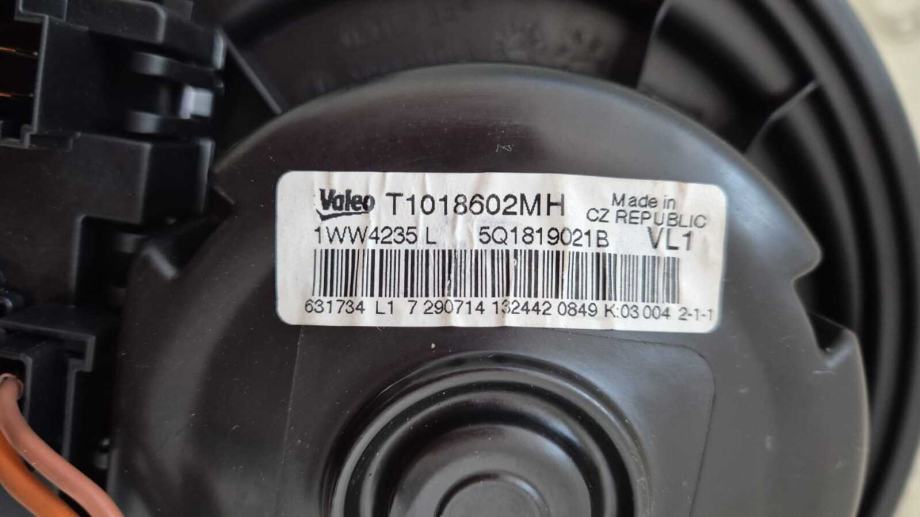 Valeo T1018602MH Made in
CZ REPUBLIC
1WW4235 L 5Q1819021B VL1
631734 L1 7 290714 132442 0849 K:03 004 2-1-1